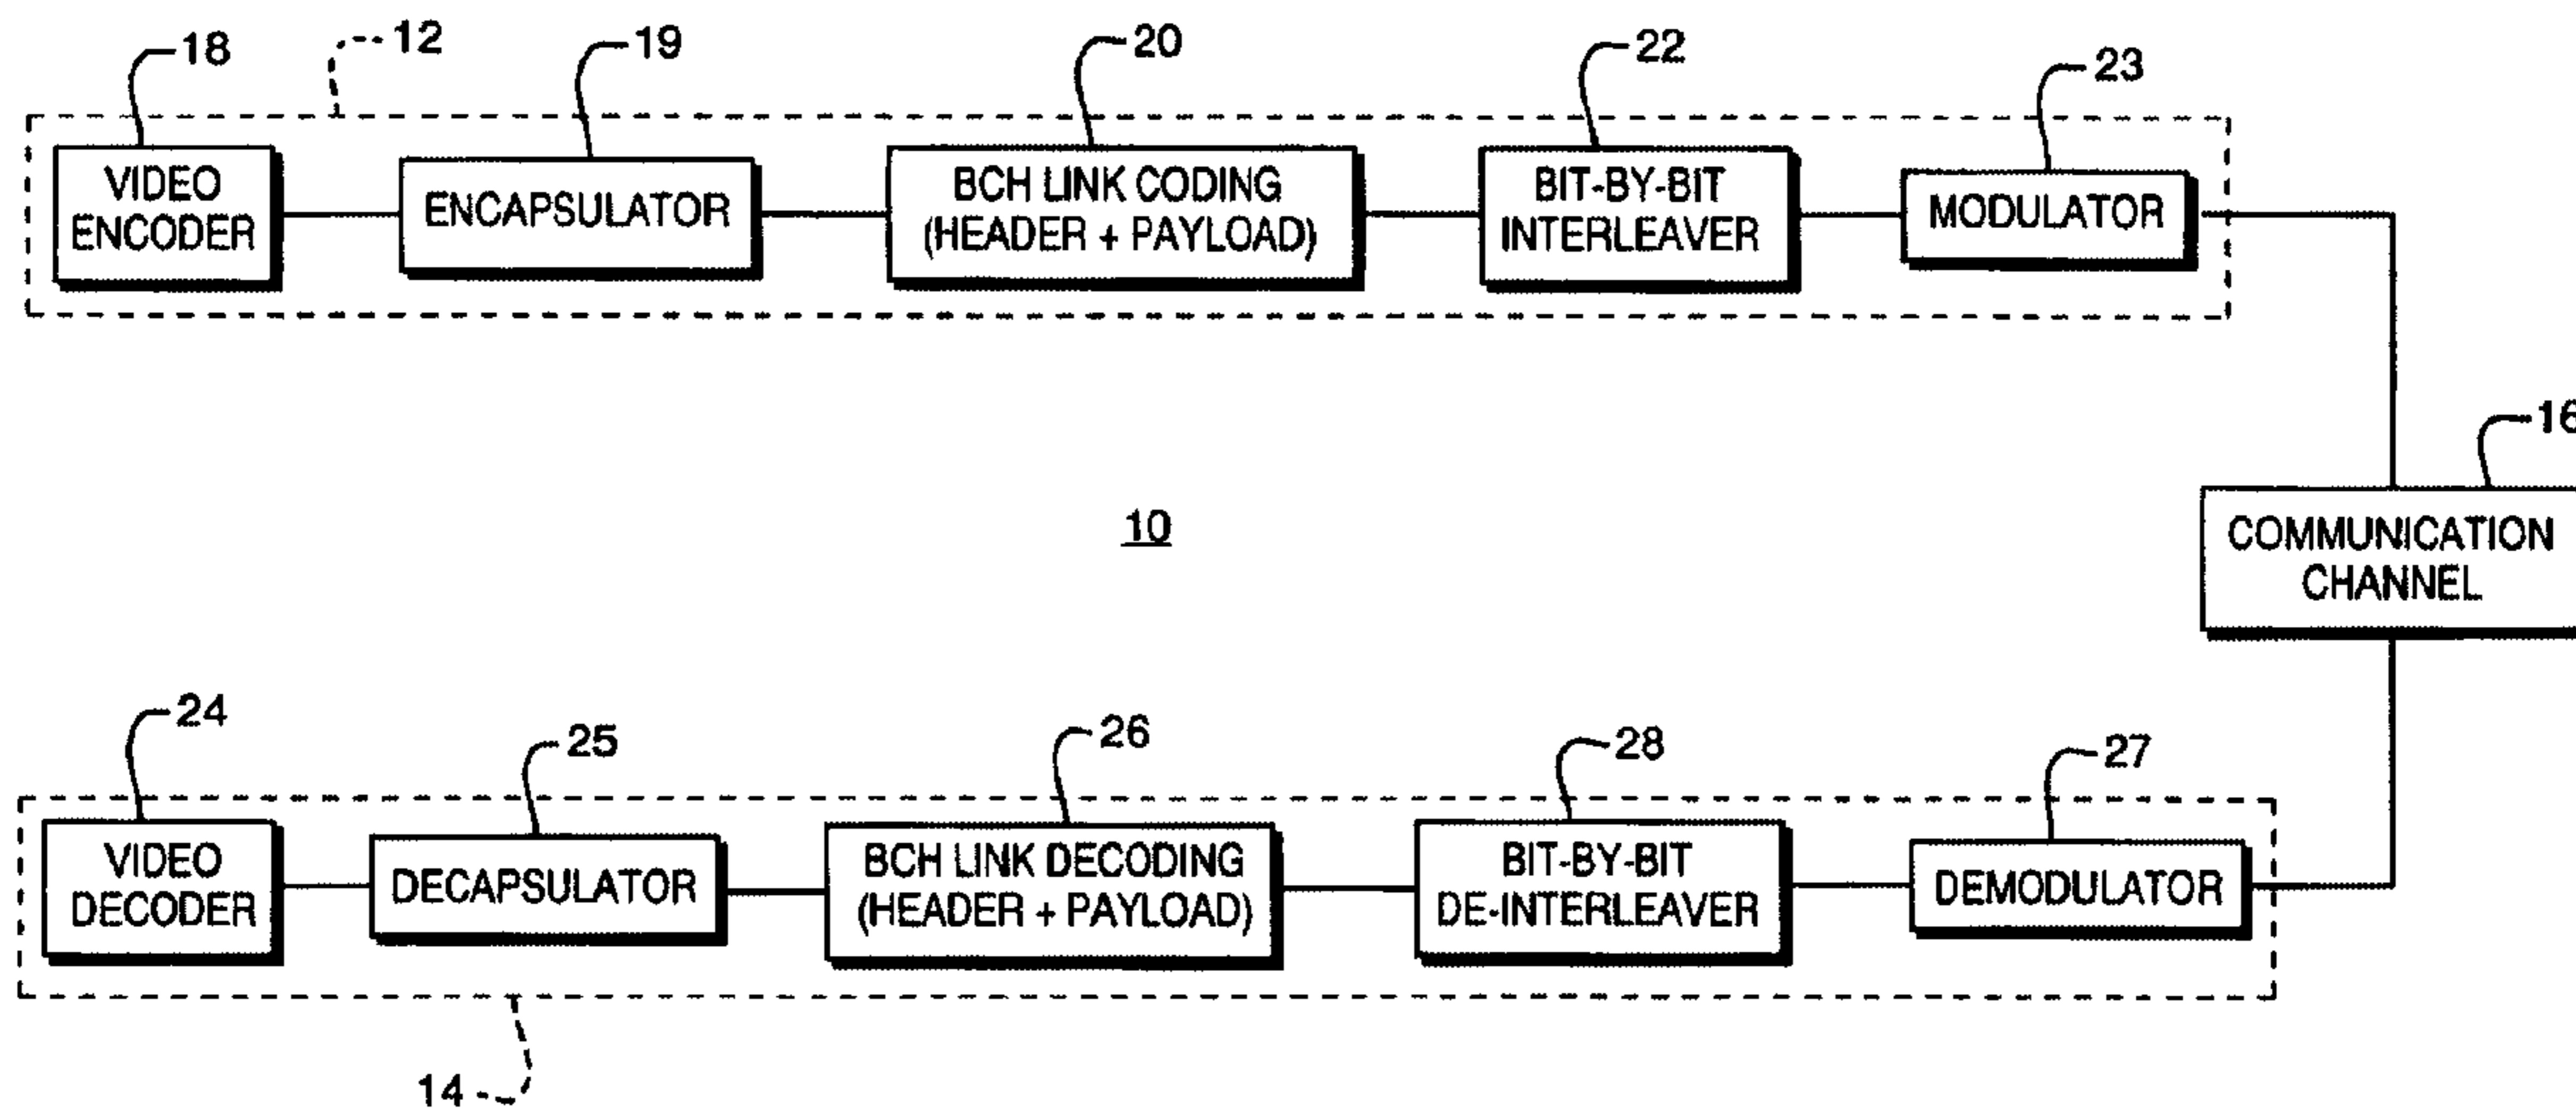 18
12
19
20
22
23
VIDEO
ENCODER
ENCAPSULATOR
BCH LINK CODING
(HEADER + PAYLOAD)
BIT-BY-BIT
INTERLEAVER
MODULATOR
16
10
COMMUNICATION
CHANNEL
24
25
26
28
27
VIDEO
DECODER
DECAPSULATOR
BCH LINK DECODING
(HEADER + PAYLOAD)
BIT-BY-BIT
DE-INTERLEAVER
DEMODULATOR
14